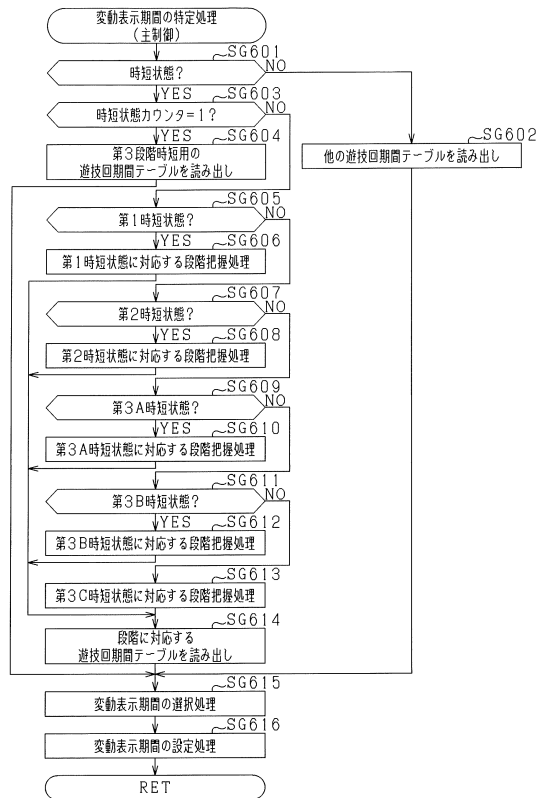 変動表示期間の特定処理
（主制御）
SG601
時短状態？
NO
YES
SG603
時短状態カウンタ＝1？
NO
YES
SG604
第3段階時短用の
遊技回期間テーブルを読み出し
SG602
他の遊技回期間テーブルを読み出し
SG605
第1時短状態？
NO
YES
SG606
第1時短状態に対応する段階把握処理
SG607
第2時短状態？
NO
YES
SG608
第2時短状態に対応する段階把握処理
SG609
第3A時短状態？
NO
YES
SG610
第3A時短状態に対応する段階把握処理
SG611
第3B時短状態？
NO
YES
SG612
第3B時短状態に対応する段階把握処理
SG613
第3C時短状態に対応する段階把握処理
SG614
段階に対応する
遊技回期間テーブルを読み出し
SG615
変動表示期間の選択処理
SG616
変動表示期間の設定処理
RET